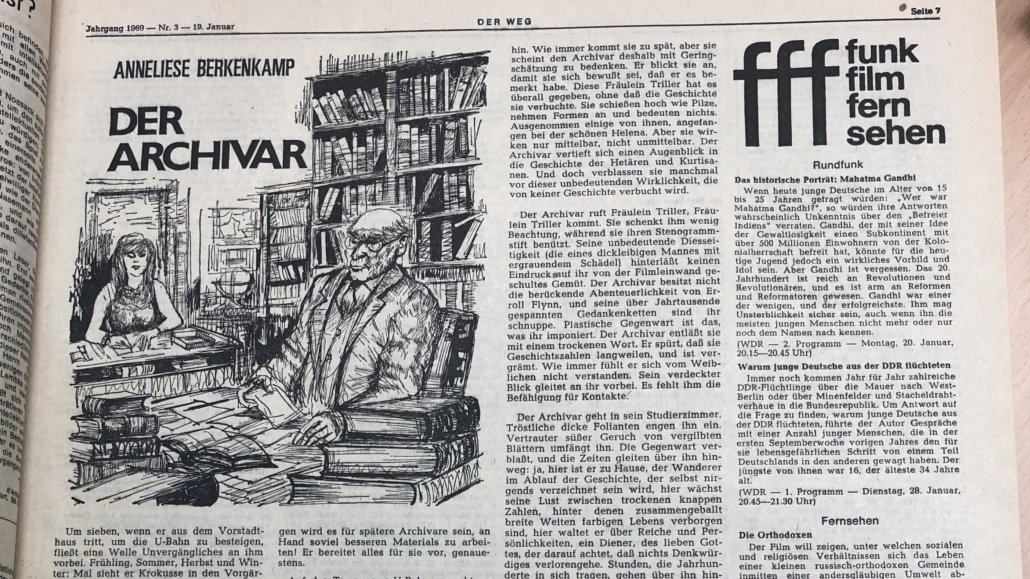 Jahrgang 1969 — Nr. 3 — 19. Januar
DER WEG
Seite 7
ANNELIESE BERKENKAMP
DER
ARCHIVAR
Um sieben, wenn er aus dem Vorstadt-
haus tritt, um die U-Bahn zu besteigen,
fließt eine Welle Unvergängliches an ihm
vorbei. Frühling, Sommer, Herbst und Win-
ter: Mal sieht er Krokusse in den Vorgär-
gen wird es für spätere Archivare sein, an
Hand soviel besseren Materials zu arbei-
ten! Er bereitet alles für sie vor, genaue-
stens.
hin. Wie immer kommt sie zu spät, aber sie
scheint den Archivar deshalb mit Gering-
schätzung zu bedenken. Er blickt sie an,
damit sie sich bewußt sei, daß er es be-
merkt habe. Diese Fräulein Triller hat es
überall gegeben, ohne daß die Geschichte
sie verbuchte. Sie schießen hoch wie Pilze,
nehmen Formen an und bedeuten nichts.
Ausgenommen einige von ihnen, angefan-
gen bei der schönen Helena. Aber sie wir-
ken nur mittelbar, nicht unmittelbar. Der
Archivar vertieft sich einen Augenblick in
die Geschichte der Hetären und Kurtisa-
nen. Und doch verblassen sie manchmal
vor dieser unbedeutenden Wirklichkeit, die
von keiner Geschichte verbucht wird.
Der Archivar ruft Fräulein Triller, Fräu-
lein Triller kommt. Sie schenkt ihm wenig
Beachtung, während sie ihren Stenogramm-
stift benützt. Seine unbedeutende Diessei-
tigkeit (die eines dickleibigen Mannes mit
ergrauendem Schädel) hinterläßt keinen
Eindruck auf ihr von der Filmleinwand ge-
schultes Gemüt. Der Archivar besitzt nicht
die berückende Abenteuerlichkeit von Er-
roll Flynn, und seine über Jahrtausende
gespannten Gedankenketten sind ihr
schnuppe. Plastische Gegenwart ist das,
was ihr imponiert. Der Archivar entläßt sie
mit einem trockenen Wort. Er spürt, daß sie
Geschichtszahlen langweilen, und ist ver-
grämt. Wie immer fühlt er sich vom Weib-
lichen nicht verstanden. Sein verdeckter
Blick gleitet an ihr vorbei. Es fehlt ihm die
Befähigung für Kontakte.
Der Archivar geht in sein Studierzimmer.
Tröstliche dicke Folianten engen ihn ein.
Vertrauter süßer Geruch von vergilbten
Blättern umfängt ihn. Die Gegenwart ver-
blaßt, und die Zeiten gleiten über ihn hin-
weg: ja, hier ist er zu Hause, der Wanderer
im Ablauf der Geschichte, der selbst nir-
gends verzeichnet sein wird, hier wächst
seine Lust zwischen trockenen knappen
Zahlen, hinter denen zusammengeballt
breite Weiten farbigen Lebens verborgen
sind, hier waltet er über Reiche und Per-
sönlichkeiten, ein Diener, des lieben Got-
tes, der darauf achtet, daß nichts Denkwür-
diges verlorengehe. Stunden, die Jahrhun-
derte in sich tragen, gehen über ihn hin-
fff funk
film
fern
sehen
Rundfunk
Das historische Porträt: Mahatma Gandhi
Wenn heute junge Deutsche im Alter von 15
bis 25 Jahren gefragt würden: „Wer war
Mahatma Gandhi?", so würden ihre Antworten
wahrscheinlich Unkenntnis über den „Befreier
Indiens" verraten. Gandhi, der mit seiner Idee
der Gewaltlosigkeit einen Subkontinent mit
über 500 Millionen Einwohnern von der Kolo-
nialherrschaft befreit hat, könnte für die heu-
tige Jugend jedoch ein wirkliches Vorbild und
Idol sein. Aber Gandhi ist vergessen. Das 20.
Jahrhundert ist reich an Revolutionen und
Revolutionären, und es ist arm an Reformen
und Reformatoren gewesen. Gandhi war einer
der wenigen, und der erfolgreichste. Ihm mag
Unsterblichkeit sicher sein, auch wenn ihn die
meisten jungen Menschen nicht mehr oder nur
noch dem Namen nach kennen.
(WDR — 2. Programm — Montag, 20. Januar,
20.15—20.45 Uhr)
Warum junge Deutsche aus der DDR flüchteten
Immer noch kommen Jahr für Jahr zahlreiche
DDR-Flüchtlinge über die Mauer nach West-
Berlin oder über Minenfelder und Stacheldraht-
verhaue in die Bundesrepublik. Um Antwort auf
die Frage zu finden, warum junge Deutsche aus
der DDR flüchteten, führte der Autor Gespräche
mit einer Anzahl junger Menschen, die in der
ersten Septemberwoche vorigen Jahres den für
sie lebensgefährlichen Schritt von einem Teil
Deutschlands in den anderen gewagt haben. Der
jüngste von ihnen war 16, der älteste 34 Jahre
alt.
(WDR — 1. Programm — Dienstag, 28. Januar,
20.45—21.30 Uhr)
Fernsehen
Die Orthodoxen
Der Film will zeigen, unter welchen sozialen
und religiösen Verhältnissen sich das Leben
einer kleinen russisch-orthodoxen Gemeinde
inmitten einer andersgläubigen Umwelt ab-